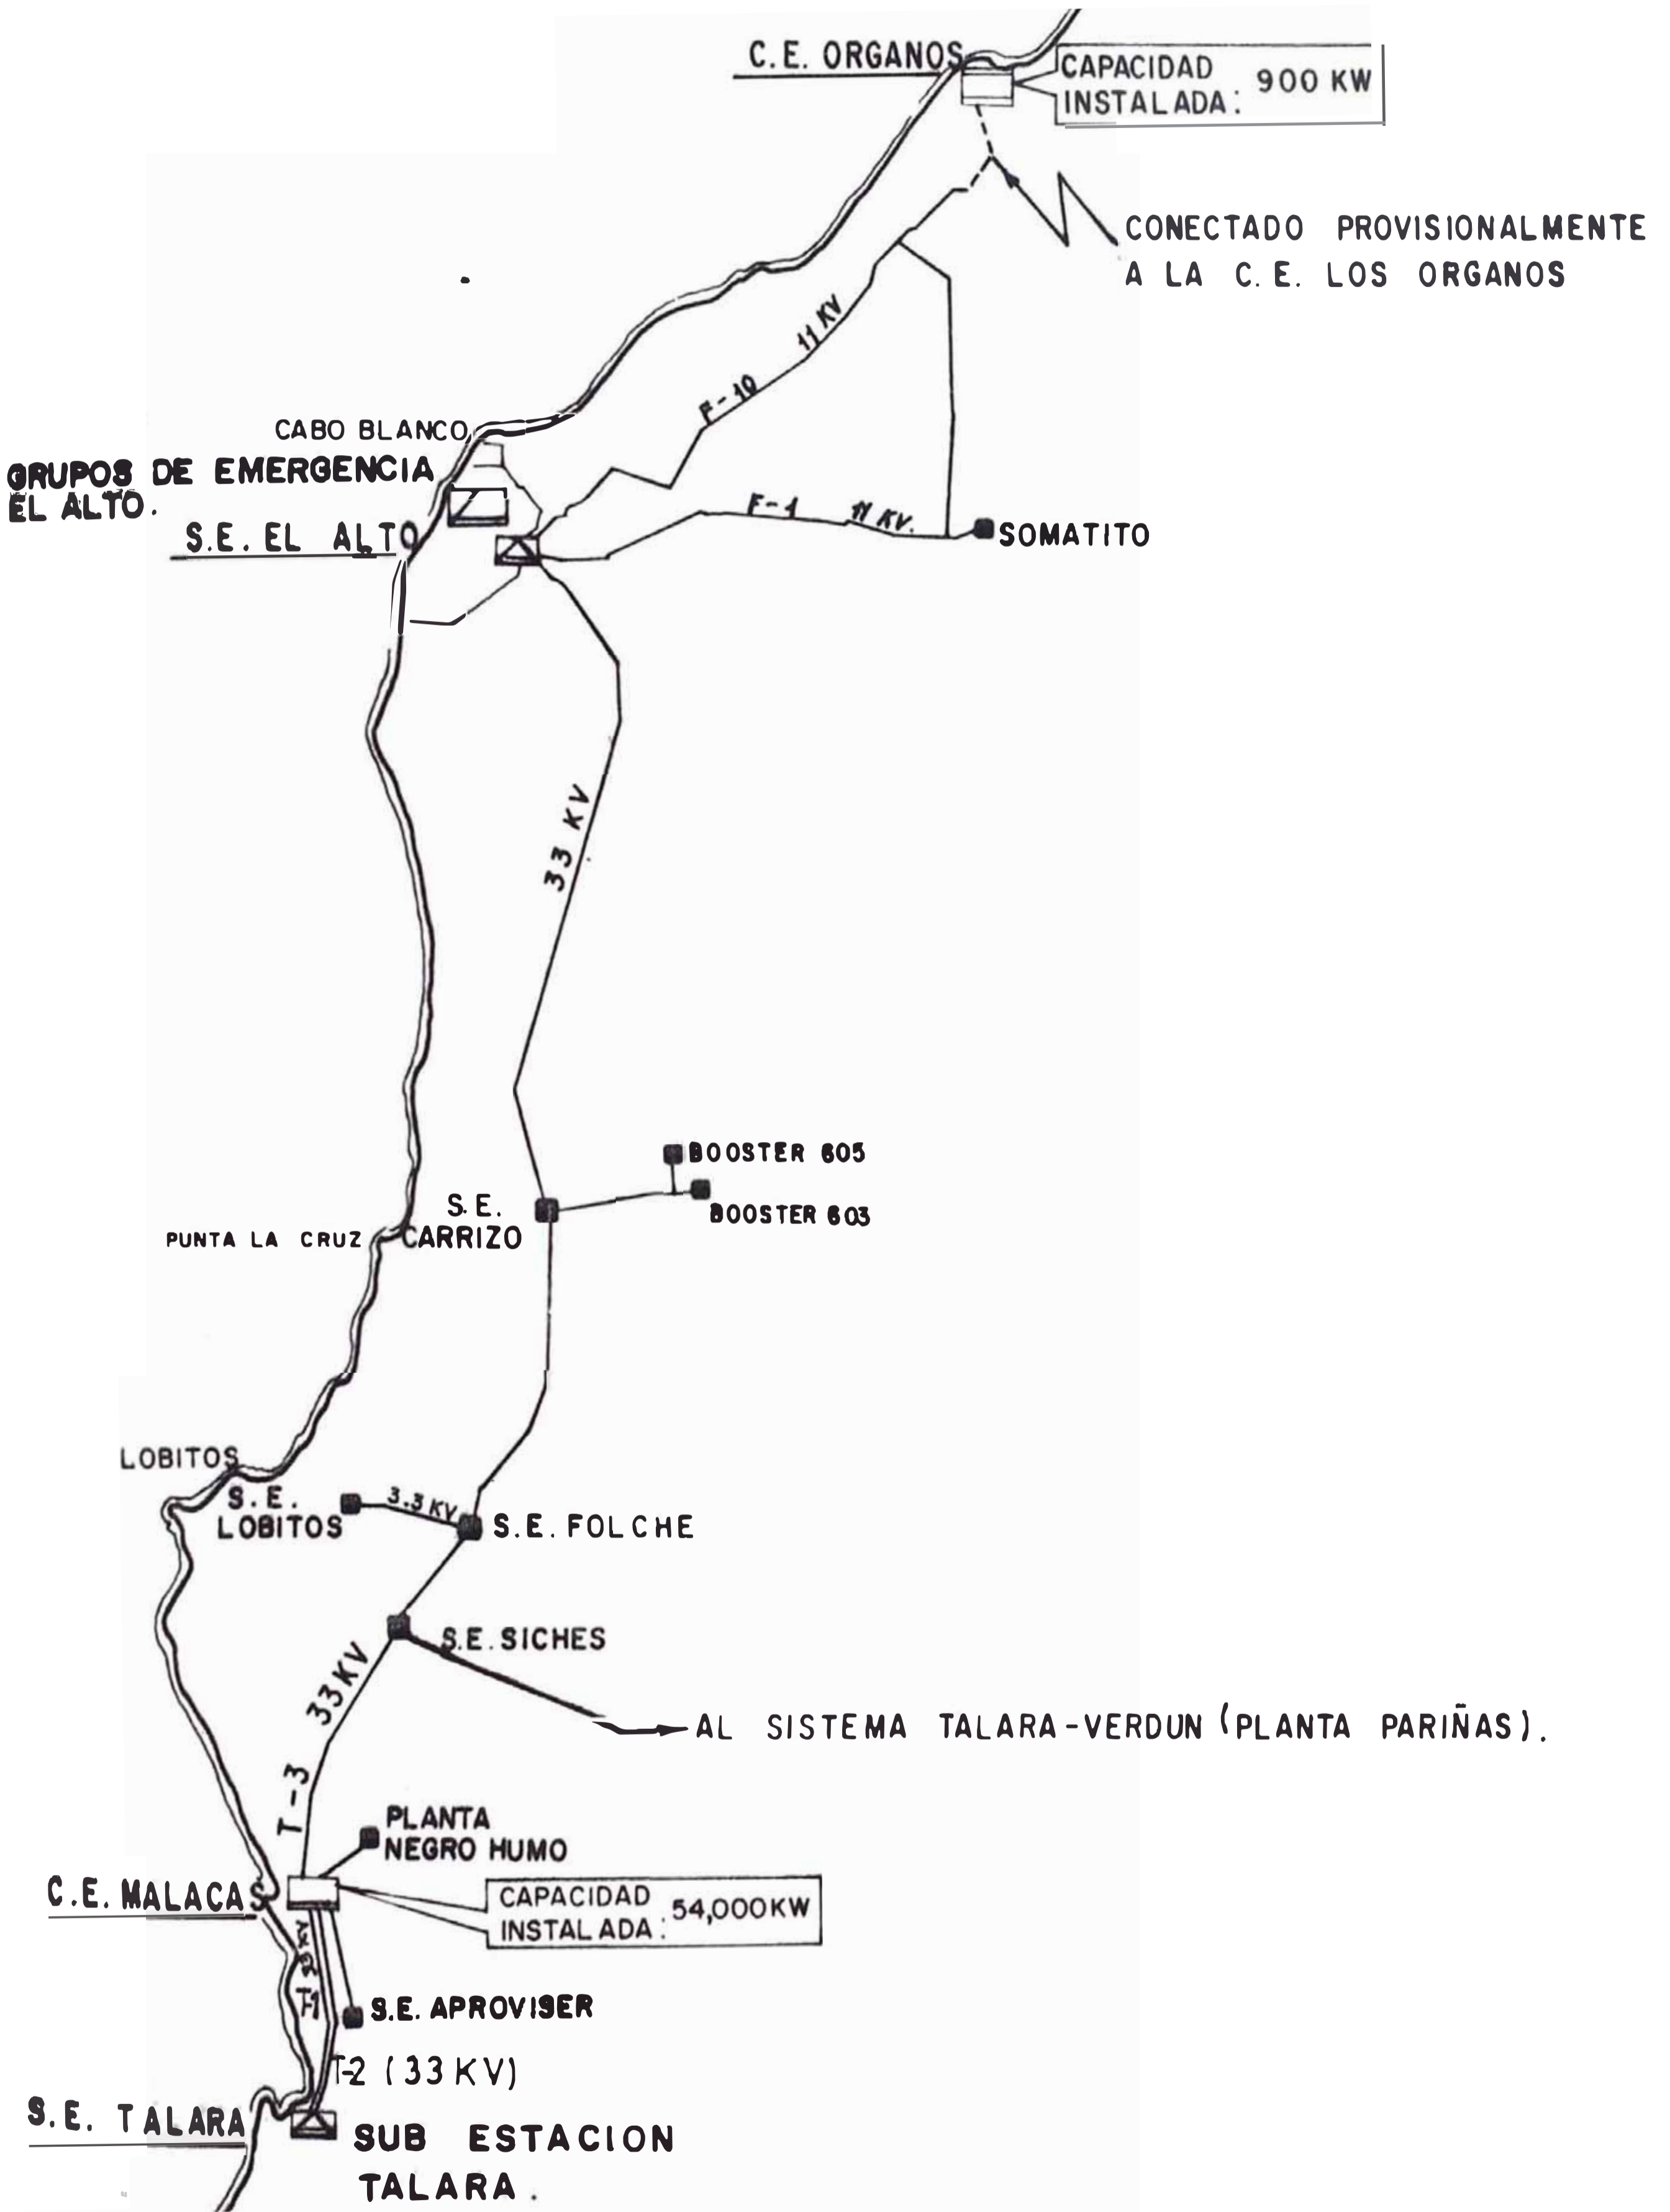 C.E. ORGANOS
CAPACIDAD
INSTALADA: 900 KW
CONECTADO PROVISIONALMENTE
A LA C.E. LOS ORGANOS
11 KV
F-10
CABO BLANCO
GRUPOS DE EMERGENCIA
EL ALTO.
S.E. EL ALTO
F-1 11 KV.
SOMATITO
33 KV
BOOSTER 605
BOOSTER 603
S.E.
CARRIZO
PUNTA LA CRUZ
LOBITOS
S.E.
LOBITOS
3.3 KV
S.E. FOLCHE
S.E. SICHES
33 KV
AL SISTEMA TALARA-VERDUN (PLANTA PARIÑAS).
T-3
PLANTA
NEGRO HUMO
C.E. MALACAS
CAPACIDAD
INSTALADA: 54,000 KW
T-1
S.E. APROVISER
T-2 (33 KV)
S.E. TALARA
SUB ESTACION
TALARA.